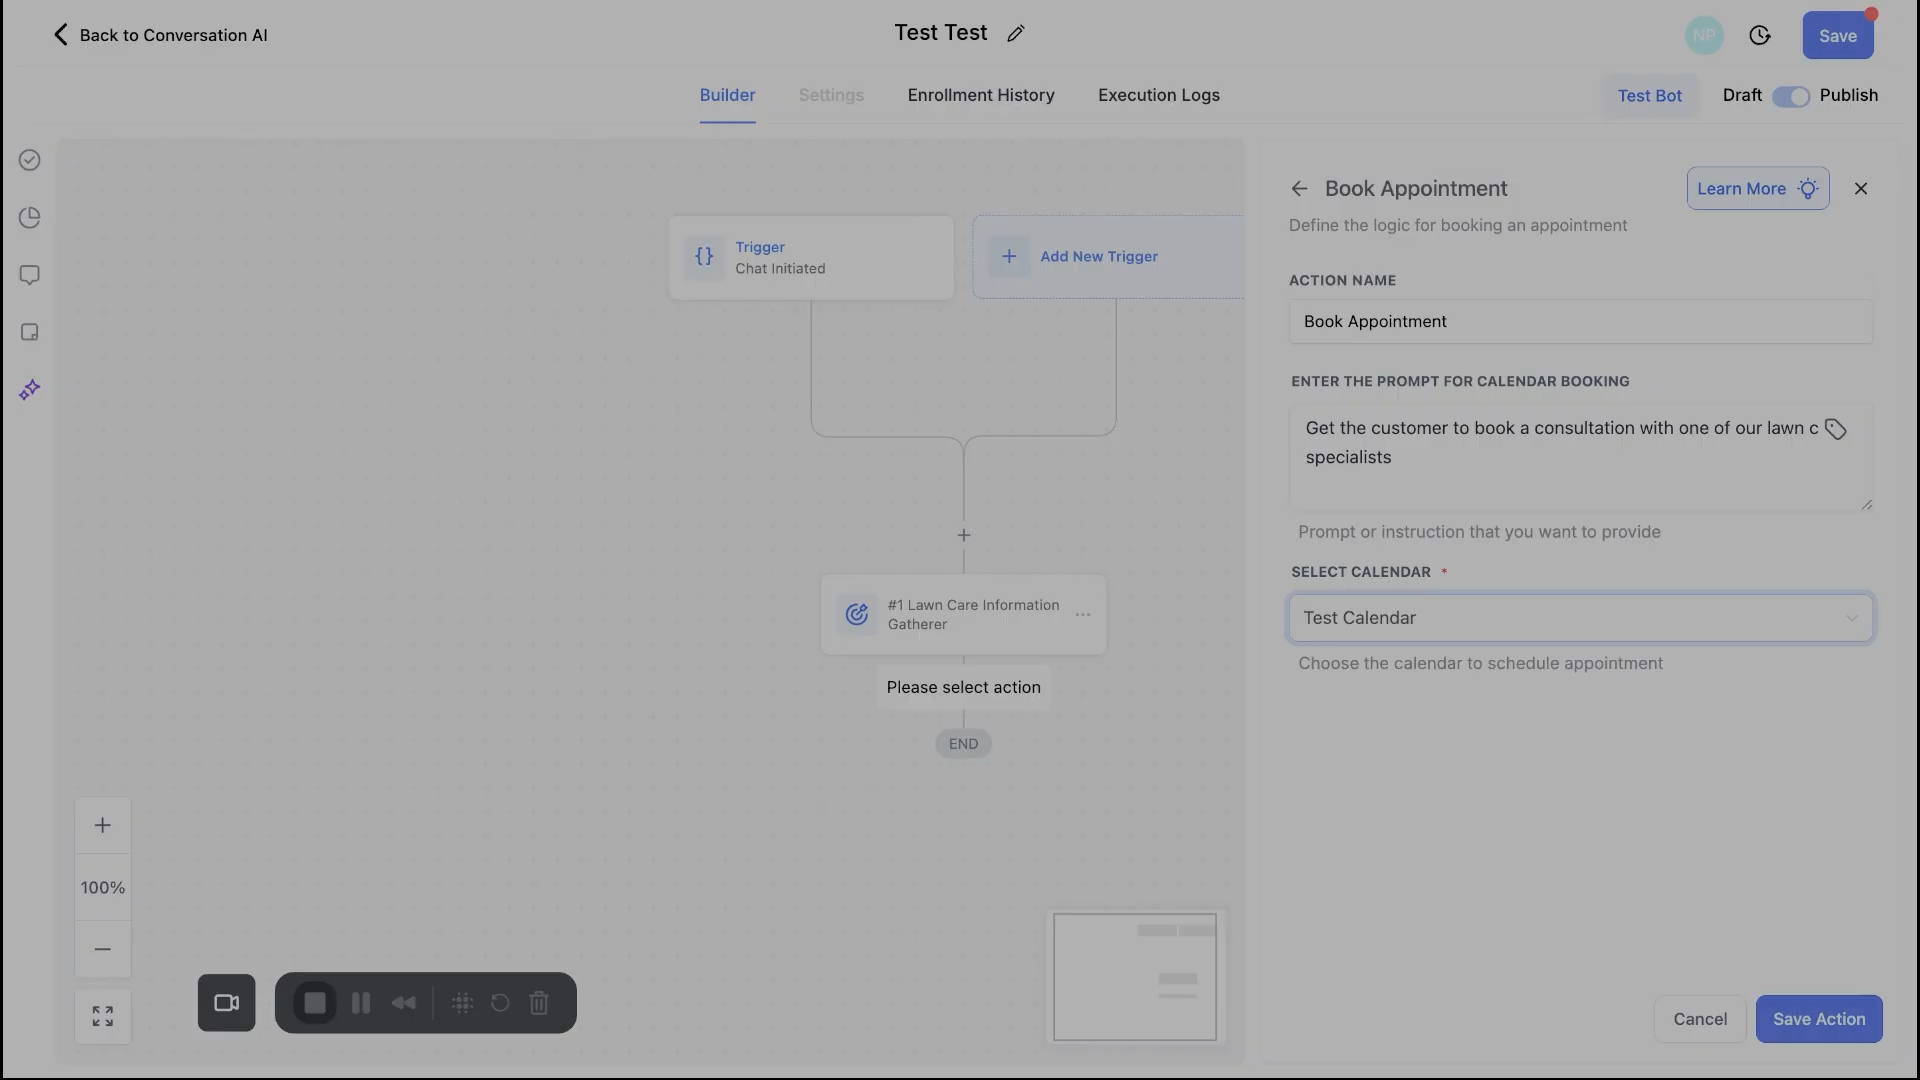 Back to Conversation AI
Test Test
NP
Save
Builder
Settings
Enrollment History
Execution Logs
Test Bot
Draft
Publish
Trigger
Chat Initiated
Add New Trigger
#1 Lawn Care Information
Gatherer
Please select action
END
100%
Book Appointment
Learn More
Define the logic for booking an appointment
ACTION NAME
Book Appointment
ENTER THE PROMPT FOR CALENDAR BOOKING
Get the customer to book a consultation with one of our lawn c
specialists
Prompt or instruction that you want to provide
SELECT CALENDAR *
Test Calendar
Choose the calendar to schedule appointment
Cancel
Save Action